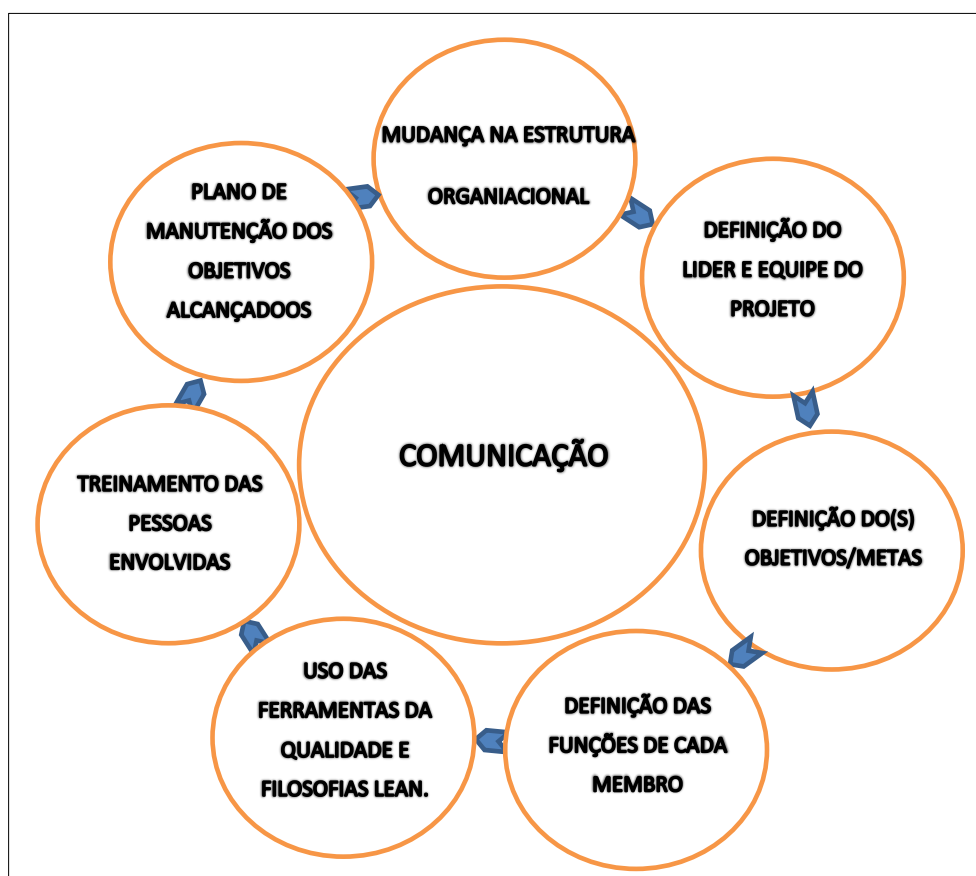 MUDANÇA NA ESTRUTURA
ORGANIACIONAL
DEFINIÇÃO DO
LIDER E EQUIPE DO
PROJETO
DEFINIÇÃO DO(S)
OBJETIVOS/METAS
DEFINIÇÃO DAS
FUNÇÕES DE CADA
MEMBRO
USO DAS
FERRAMENTAS DA
QUALIDADE E
FILOSOFIAS LEAN.
TREINAMENTO DAS
PESSOAS
ENVOLVIDAS
PLANO DE
MANUTENÇÃO DOS
OBJETIVOS
ALCANÇADOOS
COMUNICAÇÃO